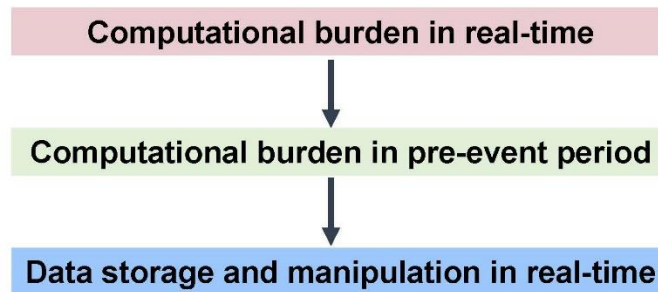 Computational burden in real-time
Computational burden in pre-event period
Data storage and manipulation in real-time